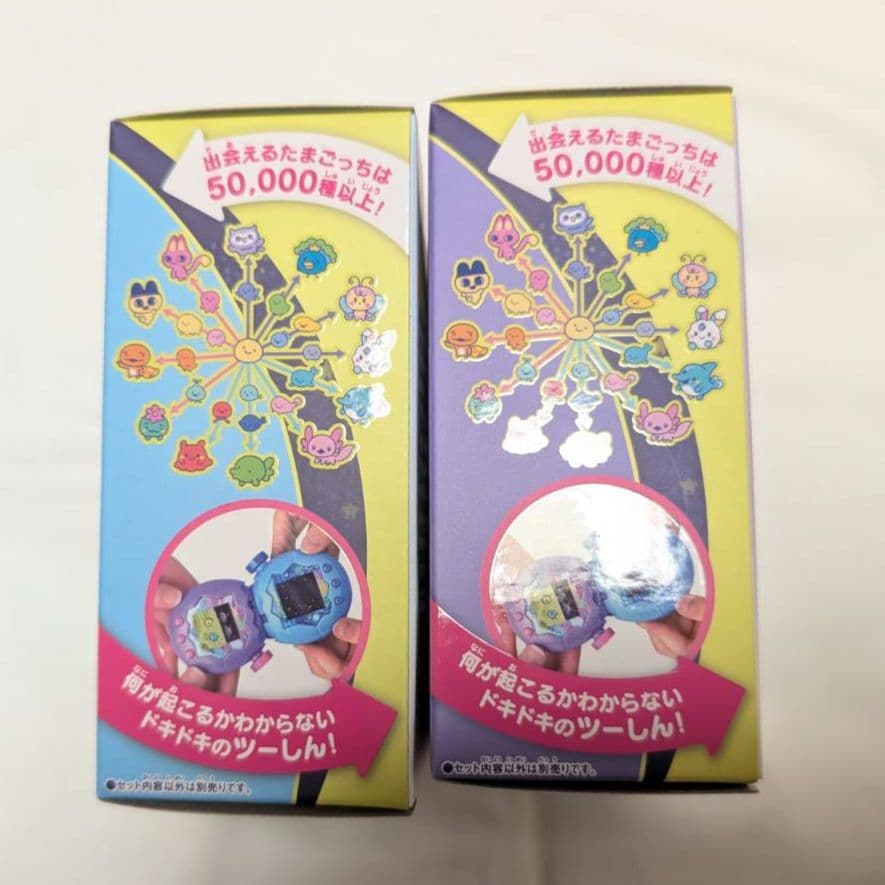 出会えるたまごっちは
50,000種以上!
何が起こるかわからない
ドキドキのツーしん!
●セット内容以外は別売りです。
出会えるたまごっちは
50,000種以上!
何が起こるかわからない
ドキドキのツーしん!
●セット内容以外は別売りです。